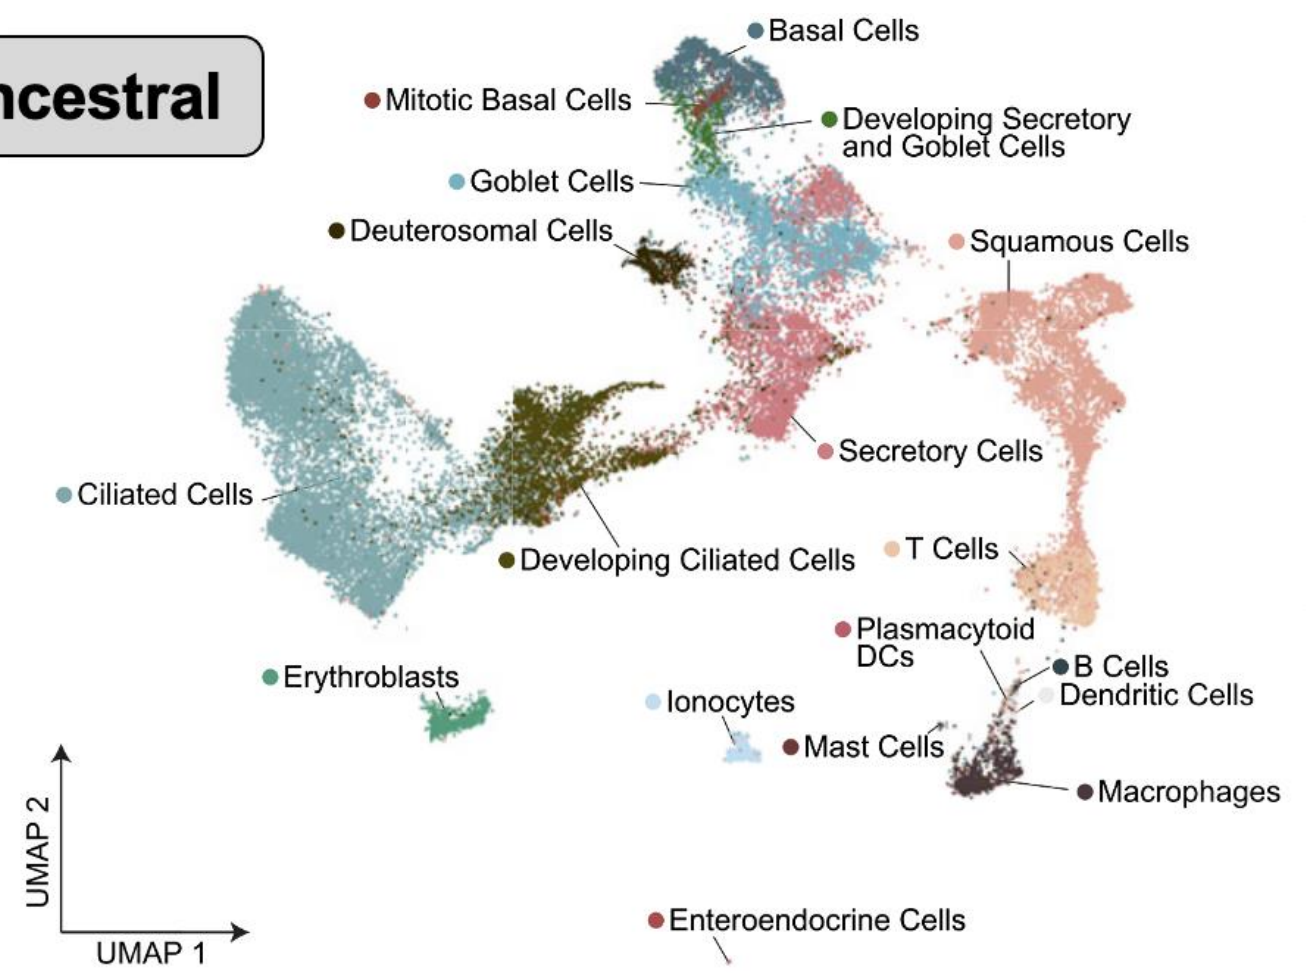 ncestral
Basal Cells
Mitotic Basal Cells
Developing Secretory
and Goblet Cells
Goblet Cells
Deuterosomal Cells
Squamous Cells
Secretory Cells
Ciliated Cells
Developing Ciliated Cells
T Cells
Plasmacytoid
DCs
B Cells
Dendritic Cells
Erythroblasts
Ionocytes
Mast Cells
Macrophages
Enteroendocrine Cells
UMAP 2
UMAP 1